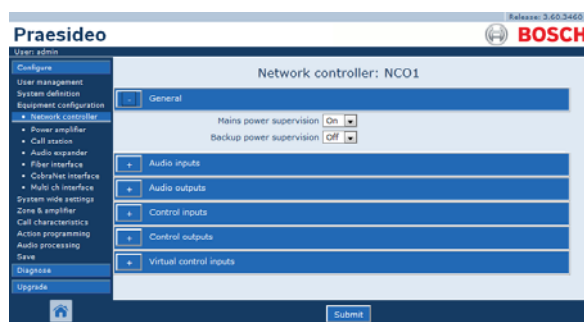 Release: 3.60.3460
Praesideo
BOSCH
User: admin
Configure
User management
System definition
Equipment configuration
• Network controller
• Power amplifier
• Call station
• Audio expander
• Fiber interface
• CobraNet interface
• Multi ch interface
System wide settings
Zone & amplifier
Call characteristics
Action programming
Audio processing
Save
Diagnose
Upgrade
Network controller: NCO1
- General
Mains power supervision On
Backup power supervision Off
+ Audio inputs
+ Audio outputs
+ Control inputs
+ Control outputs
+ Virtual control inputs
Submit